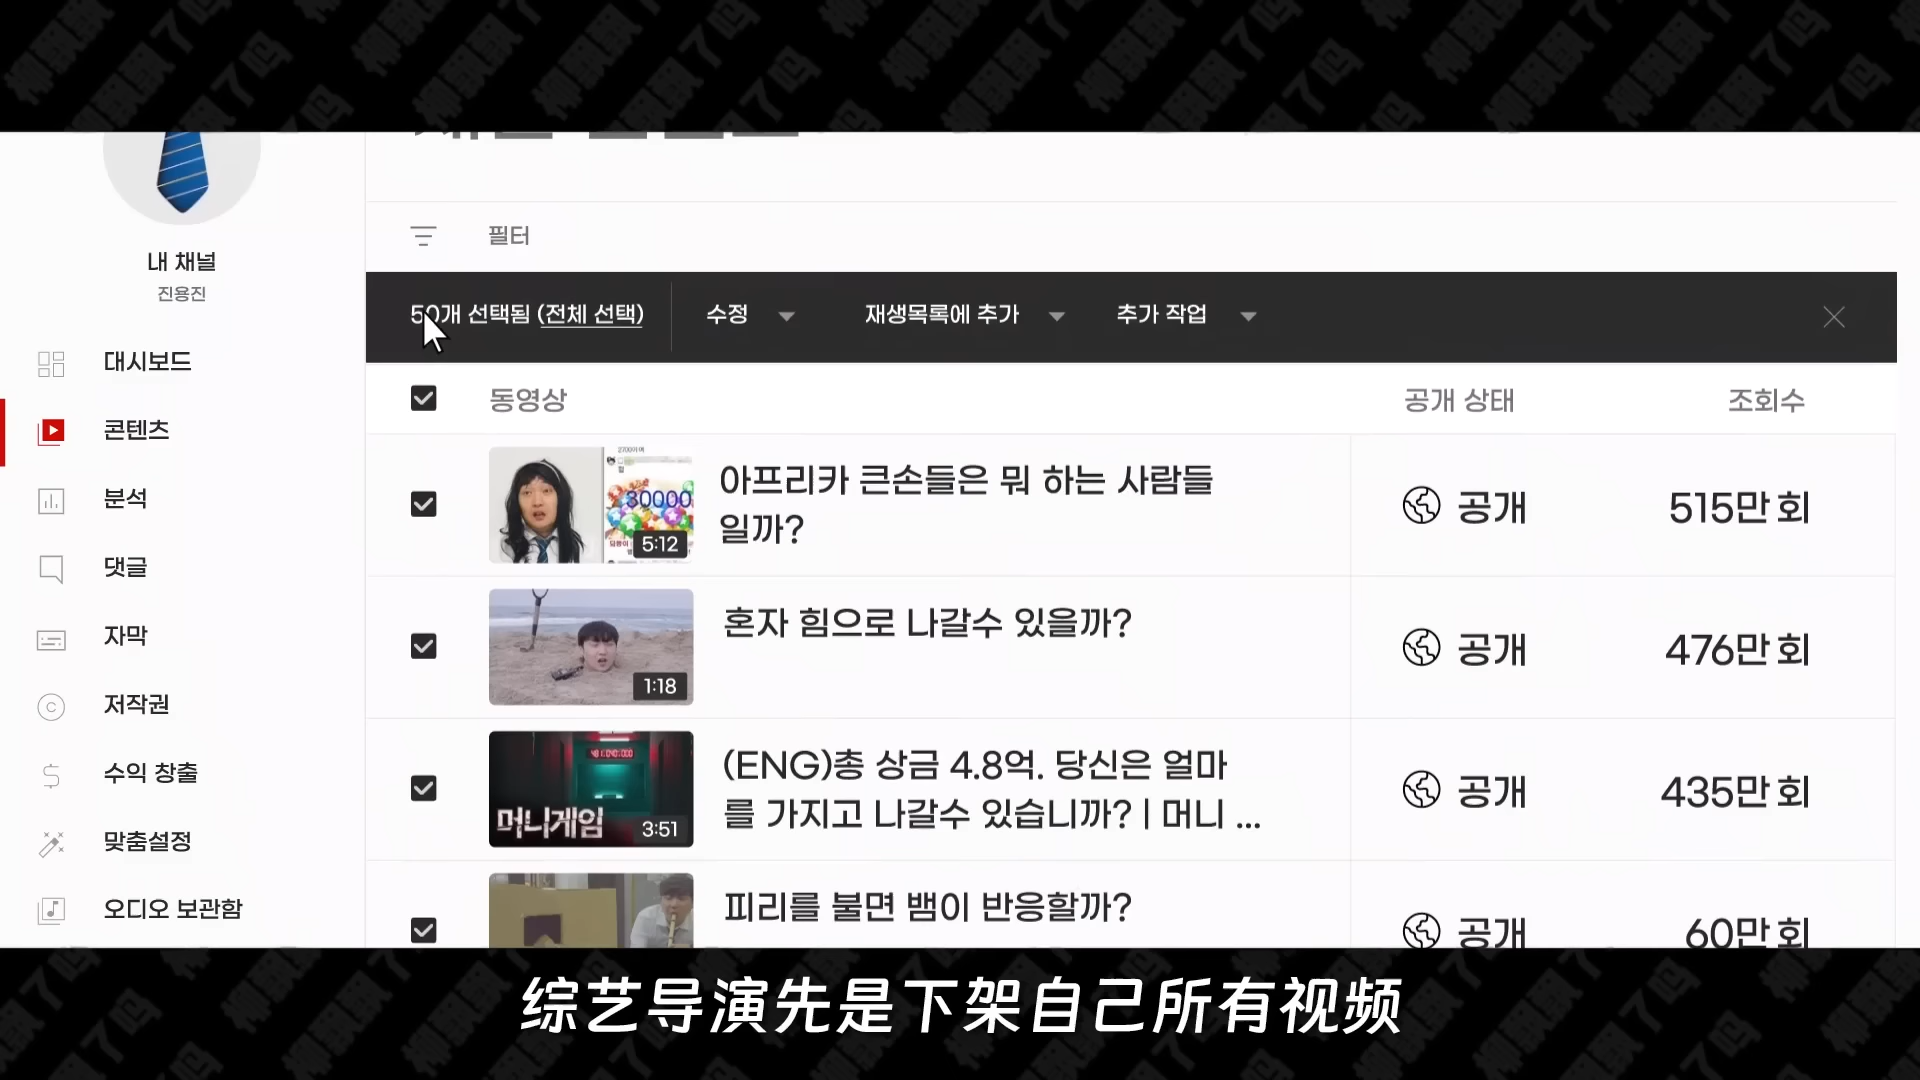 내 채널
진용진
대시보드
콘텐츠
분석
댓글
자막
저작권
수익 창출
맞춤설정
오디오 보관함
필터
50개 선택됨 (전체 선택)
수정
재생목록에 추가
추가 작업
동영상
공개 상태
조회수
30000
5:12
아프리카 큰손들은 뭐 하는 사람들
일까?
공개
515만 회
1:18
혼자 힘으로 나갈수 있을까?
공개
476만 회
머니게임
3:51
(ENG)총 상금 4.8억. 당신은 얼마
를 가지고 나갈수 있습니까? | 머니 ...
공개
435만 회
피리를 불면 뱀이 반응할까?
공개
60만 회
综艺导演先是下架自己所有视频